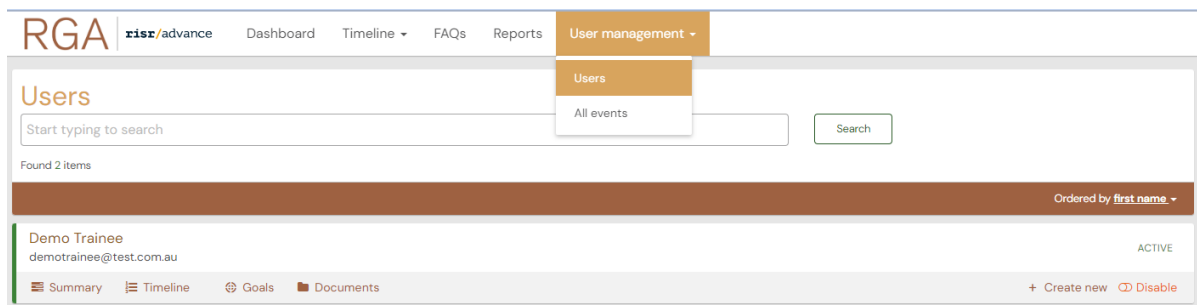 RGA risr/advance Dashboard Timeline FAQs Reports User management
Users
All events
Users
Start typing to search
Search
Found 2 items
Ordered by first name
Demo Trainee
demotrainee@test.com.au
ACTIVE
Summary Timeline Goals Documents + Create new Disable